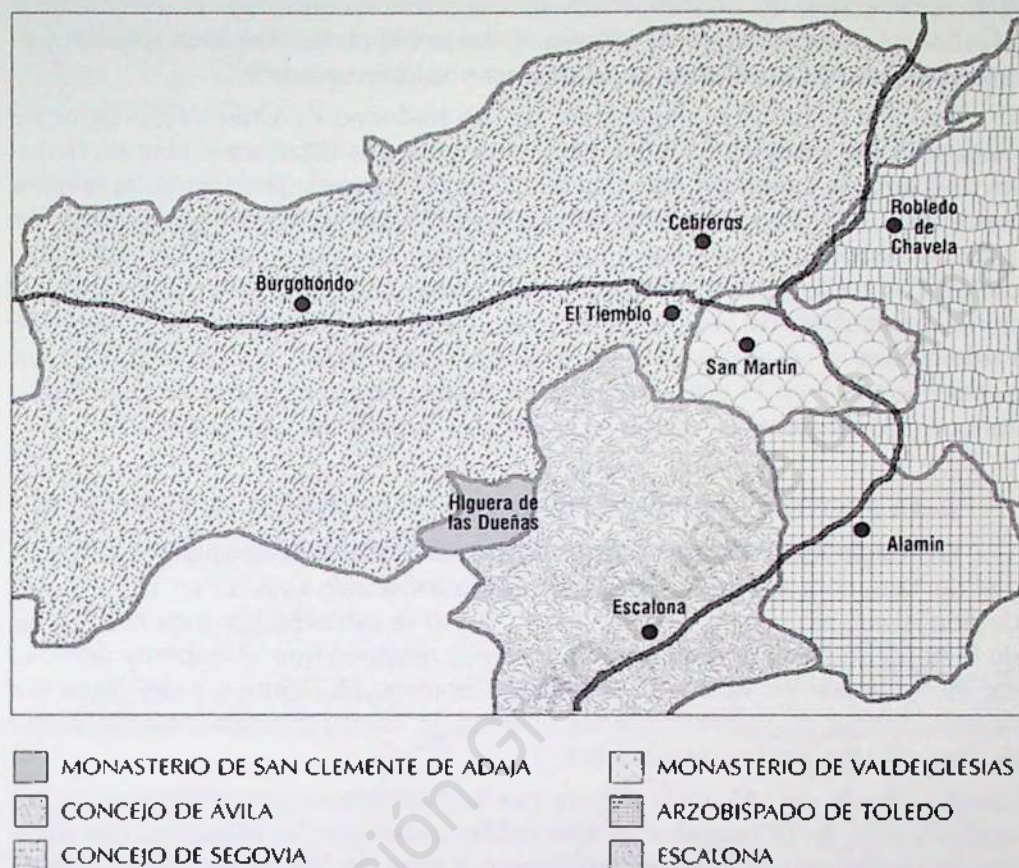 Cebreros
Robledo
de
Chavela
Burgohondo
El Tiemblo
San Martín
Higuera de
las Dueñas
Alamín
Escalona
MONASTERIO DE SAN CLEMENTE DE ADAJA
CONCEJO DE ÁVILA
CONCEJO DE SEGOVIA
MONASTERIO DE VALDEIGLESIAS
ARZOBISPADO DE TOLEDO
ESCALONA